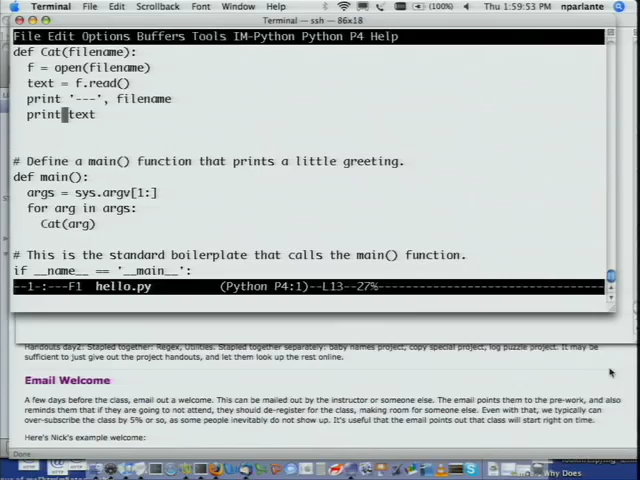 Terminal Shell Edit View Scrollback Font Window Help (100%) 1:59:53 PM nparlante
Terminal — ssh — 86x18
File Edit Options Buffers Tools IM-Python Python P4 Help
def Cat(filename):
f = open(filename)
text = f.read()
print '---', filename
print text
# Define a main() function that prints a little greeting.
def main():
args = sys.argv[1:]
for arg in args:
Cat(arg)
# This is the standard boilerplate that calls the main() function.
if __name__ == '__main__':
--1-:---F1 hello.py (Python P4:1)--L13--27%--------------------------------
Handouts day2: Stapled together: Regex, Utilities. Stapled together separately: baby names project, copy special project, log puzzle project. It may be
sufficient to just give out the project handouts, and let them look up the rest online.
Email Welcome
A few days before the class, email out a welcome. This can be mailed out by the instructor or someone else. The email points them to the pre-work, and also
reminds them that if they are going to not attend, they should de-register for the class, making room for someone else. Even with that, we typically can
over-subscribe the class by 5% or so, as some people inevitably do not show up. It's useful that the email points out that class will start right on time.
Here's Nick's example welcome:
Done
Why Does